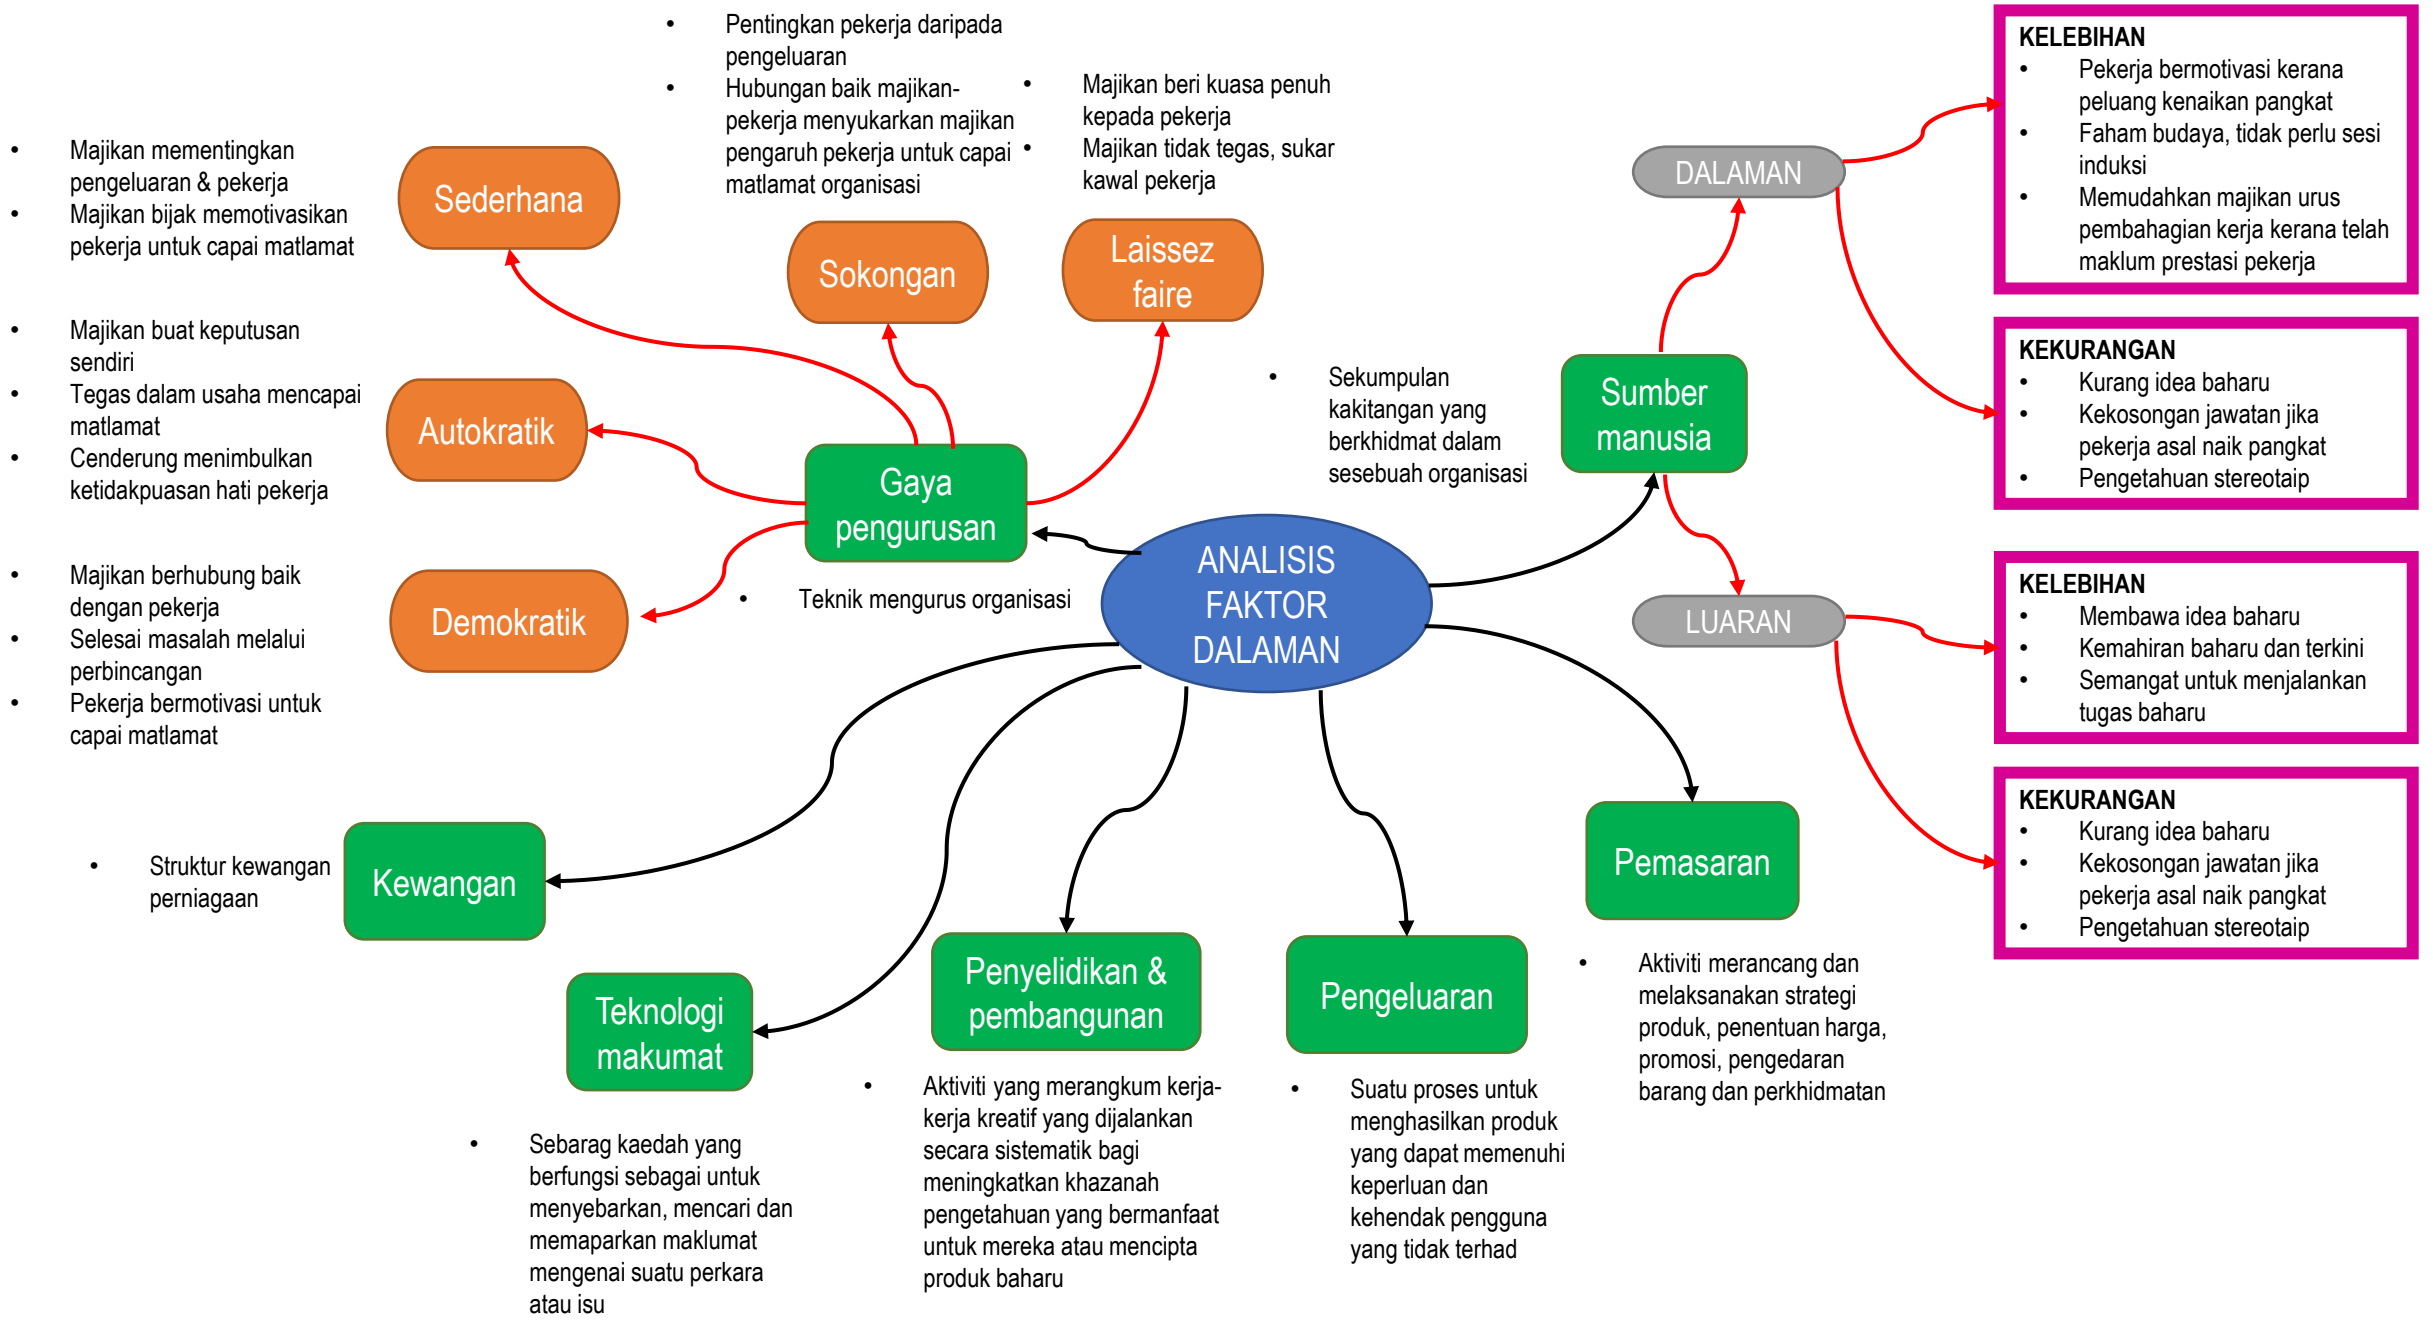 • Pentingkan pekerja daripada
pengeluaran
• Hubungan baik majikan-
pekerja menyukarkan majikan
pengaruh pekerja untuk capai
matlamat organisasi
• Majikan beri kuasa penuh
kepada pekerja
• Majikan tidak tegas, sukar
kawal pekerja
• Majikan mementingkan
pengeluaran & pekerja
• Majikan bijak memotivasikan
pekerja untuk capai matlamat
Sederhana
Sokongan
Laissez
faire
• Majikan buat keputusan
sendiri
• Tegas dalam usaha mencapai
matlamat
• Cenderung menimbulkan
ketidakpuasan hati pekerja
Autokratik
Gaya
pengurusan
• Teknik mengurus organisasi
• Majikan berhubung baik
dengan pekerja
• Selesai masalah melalui
perbincangan
• Pekerja bermotivasi untuk
capai matlamat
Demokratik
ANALISIS
FAKTOR
DALAMAN
• Sekumpulan
kakitangan yang
berkhidmat dalam
sesebuah organisasi
Sumber
manusia
DALAMAN
KELEBIHAN
• Pekerja bermotivasi kerana
peluang kenaikan pangkat
• Faham budaya, tidak perlu sesi
induksi
• Memudahkan majikan urus
pembahagian kerja kerana telah
maklum prestasi pekerja
KEKURANGAN
• Kurang idea baharu
• Kekosongan jawatan jika
pekerja asal naik pangkat
• Pengetahuan stereotaip
LUARAN
KELEBIHAN
• Membawa idea baharu
• Kemahiran baharu dan terkini
• Semangat untuk menjalankan
tugas baharu
KEKURANGAN
• Kurang idea baharu
• Kekosongan jawatan jika
pekerja asal naik pangkat
• Pengetahuan stereotaip
• Struktur kewangan
perniagaan
Kewangan
Teknologi
makumat
• Sebarag kaedah yang
berfungsi sebagai untuk
menyebarkan, mencari dan
memaparkan maklumat
mengenai suatu perkara
atau isu
Penyelidikan &
pembangunan
• Aktiviti yang merangkum kerja-
kerja kreatif yang dijalankan
secara sistematik bagi
meningkatkan khazanah
pengetahuan yang bermanfaat
untuk mereka atau mencipta
produk baharu
Pengeluaran
• Suatu proses untuk
menghasilkan produk
yang dapat memenuhi
keperluan dan
kehendak pengguna
yang tidak terhad
Pemasaran
• Aktiviti merancang dan
melaksanakan strategi
produk, penentuan harga,
promosi, pengedaran
barang dan perkhidmatan